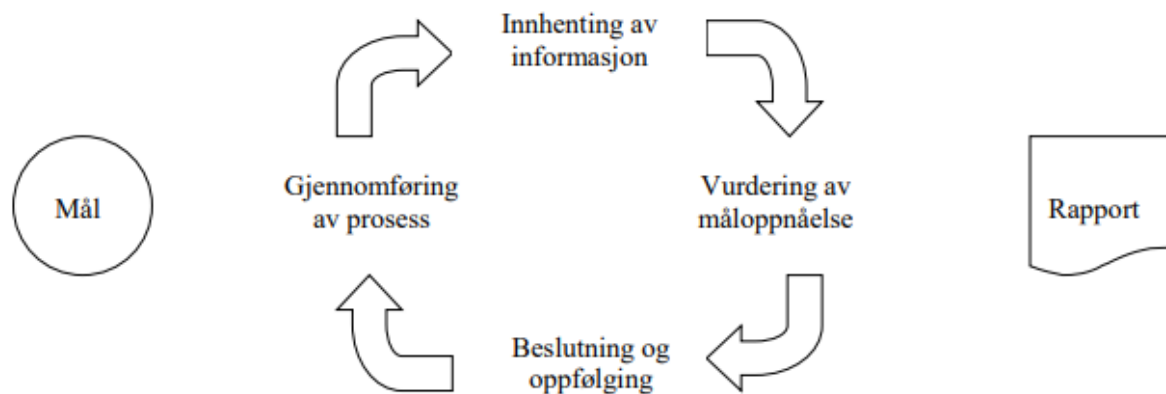 Innhenting av
informasjon
Mål
Gjennomføring
av prosess
Vurdering av
måloppnåelse
Rapport
Beslutning og
oppfølging